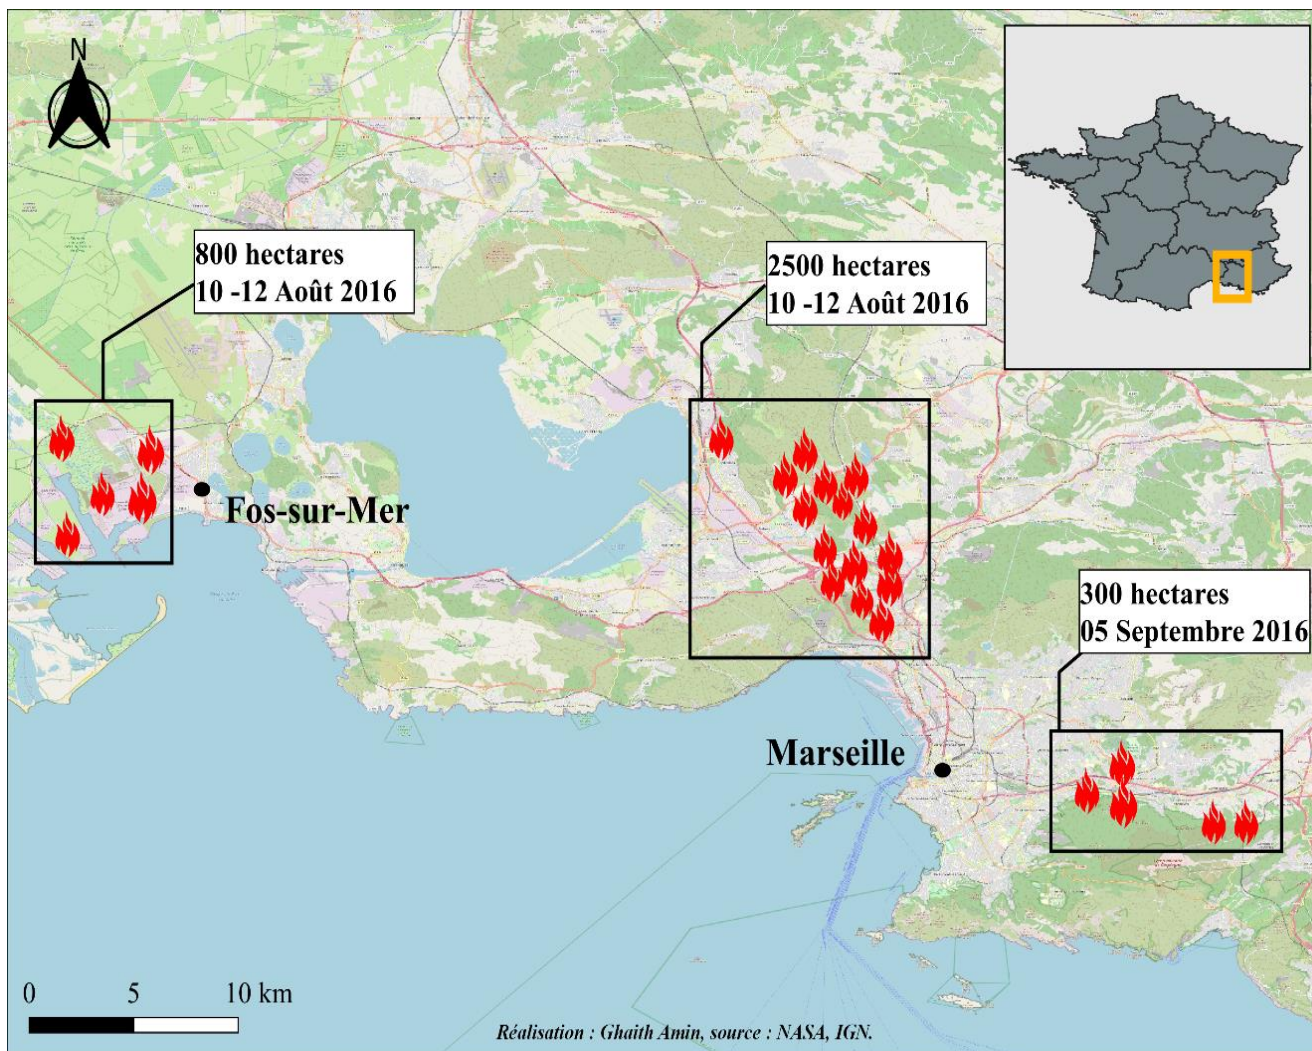 N
800 hectares
10 -12 Août 2016
2500 hectares
10 -12 Août 2016
Fos-sur-Mer
300 hectares
05 Septembre 2016
Marseille
0 5 10 km
Réalisation : Ghaith Amin, source : NASA, IGN.